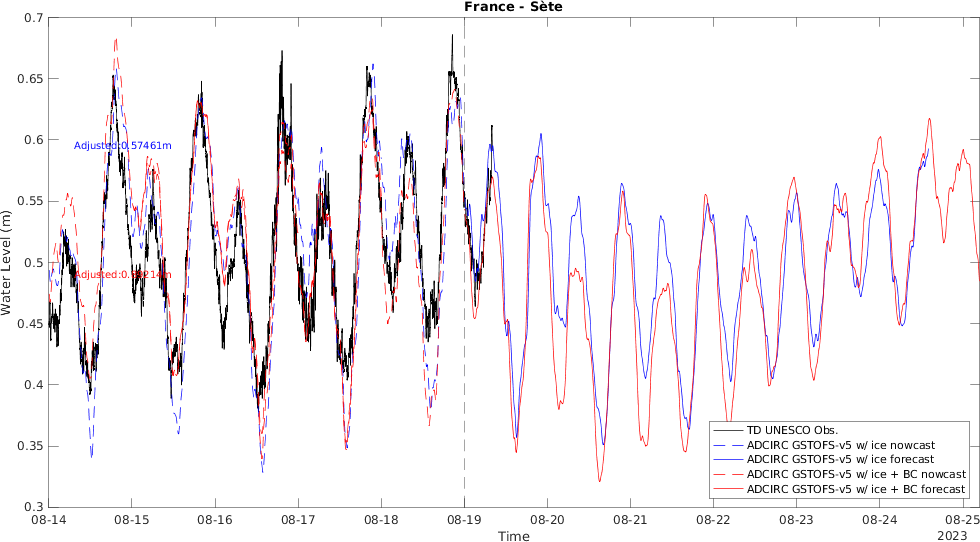 France - Sète
0.7
0.65
0.6
0.55
0.5
0.45
0.4
0.35
0.3
Water Level (m)
Adjusted:0.57461m
TD UNESCO Obs.
ADCIRC GSTOFS-v5 w/ ice nowcast
ADCIRC GSTOFS-v5 w/ ice forecast
ADCIRC GSTOFS-v5 w/ ice + BC nowcast
ADCIRC GSTOFS-v5 w/ ice + BC forecast
08-14 08-15 08-16 08-17 08-18 08-19 08-20 08-21 08-22 08-23 08-24 08-25
Time
2023